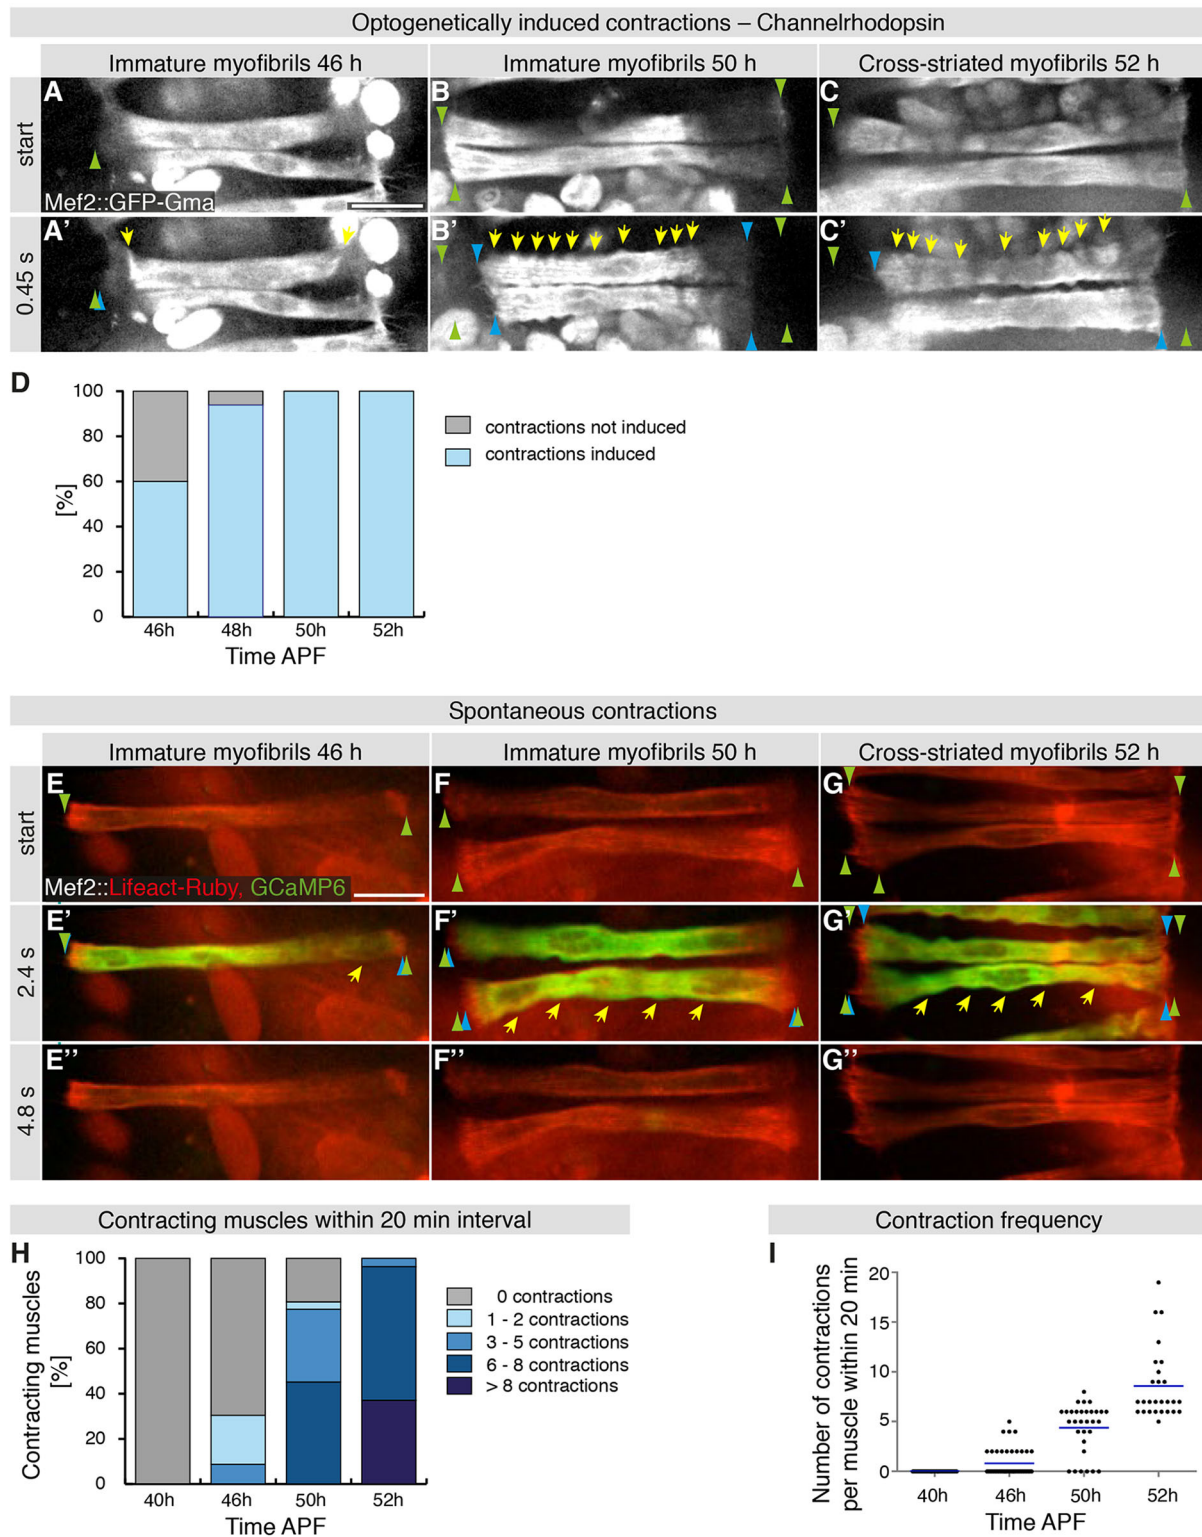 Optogenetically induced contractions – Channelrhodopsin
Immature myofibrils 46 h
Immature myofibrils 50 h
Cross-striated myofibrils 52 h
start
A
B
C
Mef2::GFP-Gma
0.45 s
A’
B’
C’
D
100
80
60
40
20
0
[%]
46h
48h
50h
52h
Time APF
contractions not induced
contractions induced
Spontaneous contractions
Immature myofibrils 46 h
Immature myofibrils 50 h
Cross-striated myofibrils 52 h
start
E
F
G
Mef2::Lifeact-Ruby, GCaMP6
2.4 s
E’
F’
G’
4.8 s
E’’
F’’
G’’
Contracting muscles within 20 min interval
H
Contracting muscles
[%]
100
80
60
40
20
0
40h
46h
50h
52h
Time APF
0 contractions
1 - 2 contractions
3 - 5 contractions
6 - 8 contractions
> 8 contractions
Contraction frequency
I
Number of contractions
per muscle within 20 min
20
15
10
5
0
40h
46h
50h
52h
Time APF